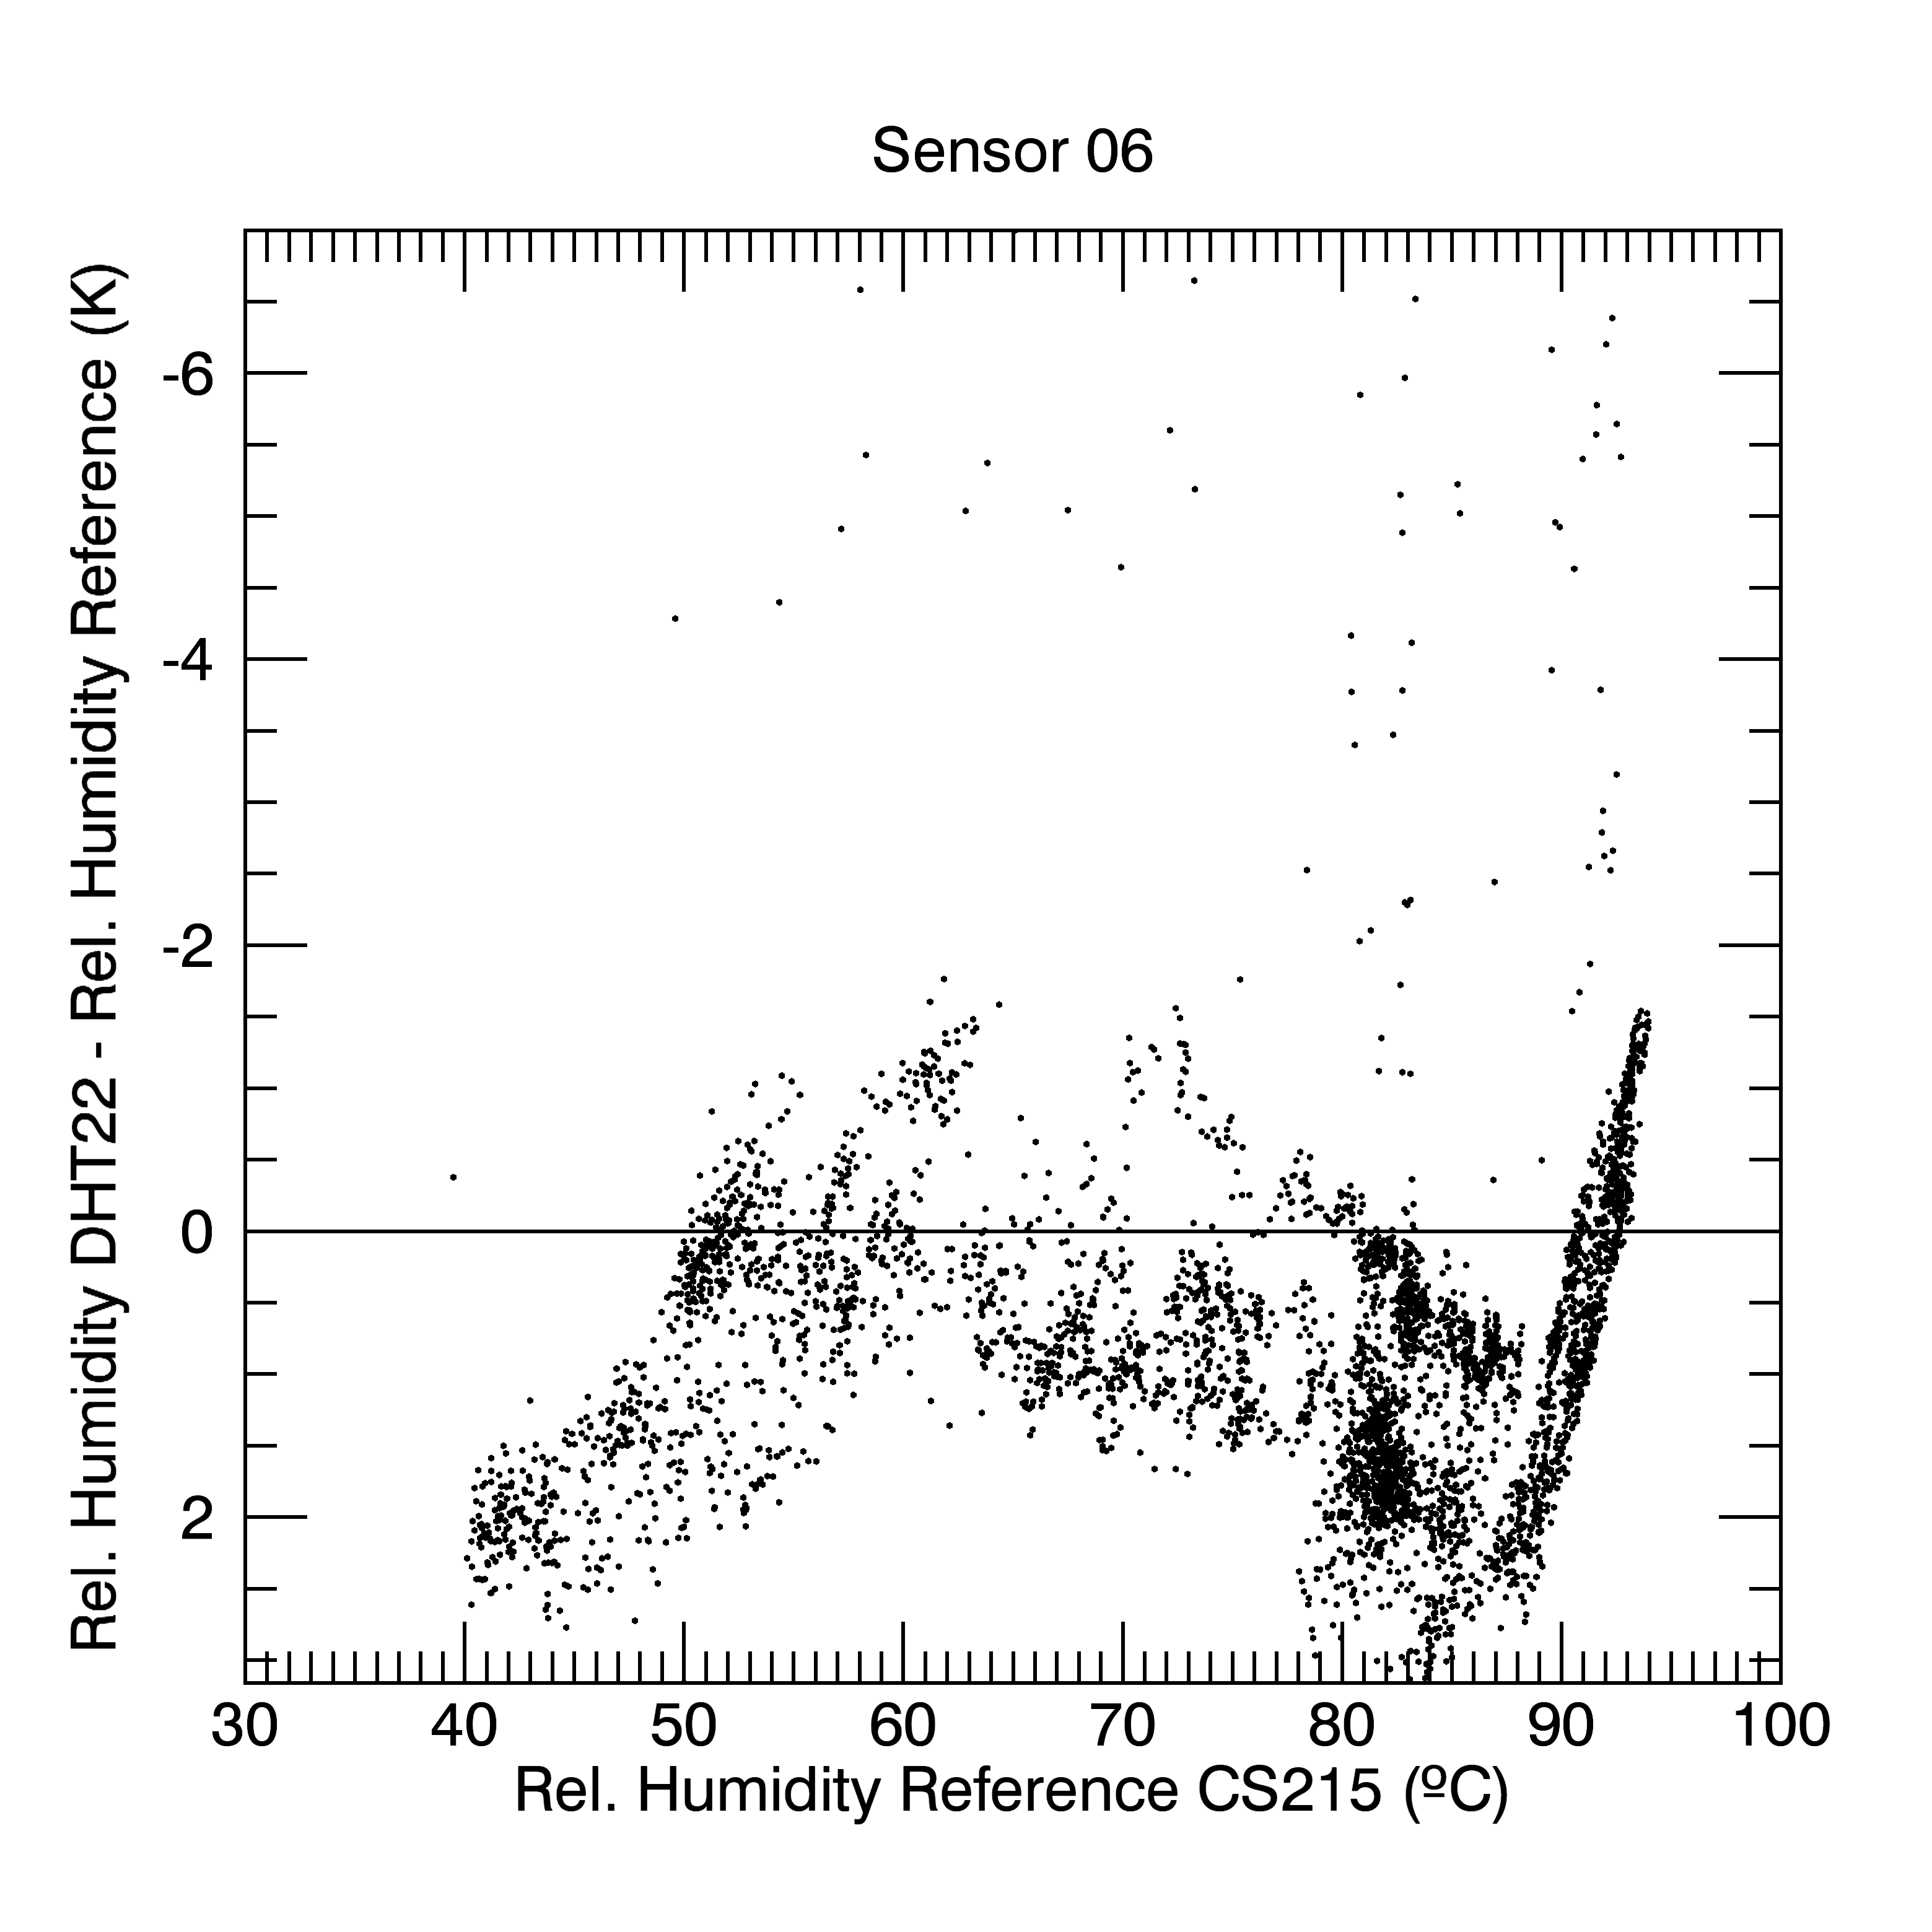 Sensor 06
Rel. Humidity DHT22 - Rel. Humidity Reference (K)
-6
-4
-2
0
2
30 40 50 60 70 80 90 100
Rel. Humidity Reference CS215 (ºC)